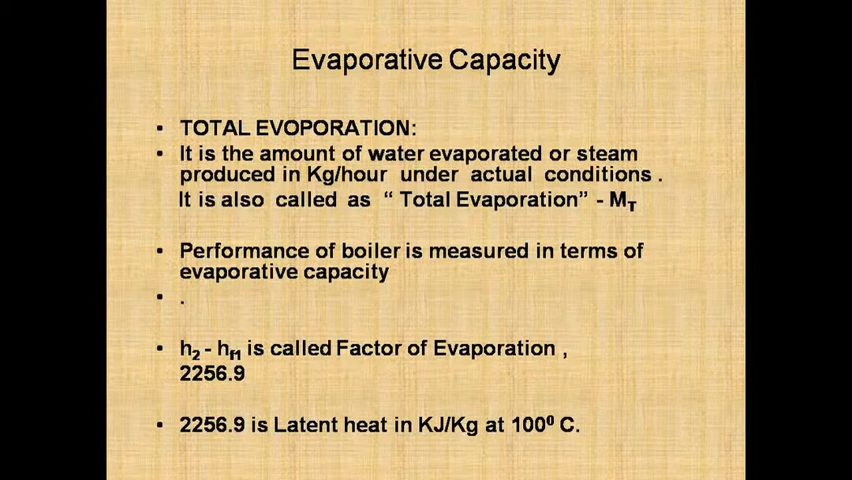 Evaporative Capacity
• TOTAL EVOPORATION:
• It is the amount of water evaporated or steam
produced in Kg/hour under actual conditions .
It is also called as “ Total Evaporation” - M_T
• Performance of boiler is measured in terms of
evaporative capacity
• .
• h₂ - h_f1 is called Factor of Evaporation ,
2256.9
• 2256.9 is Latent heat in KJ/Kg at 100⁰ C.